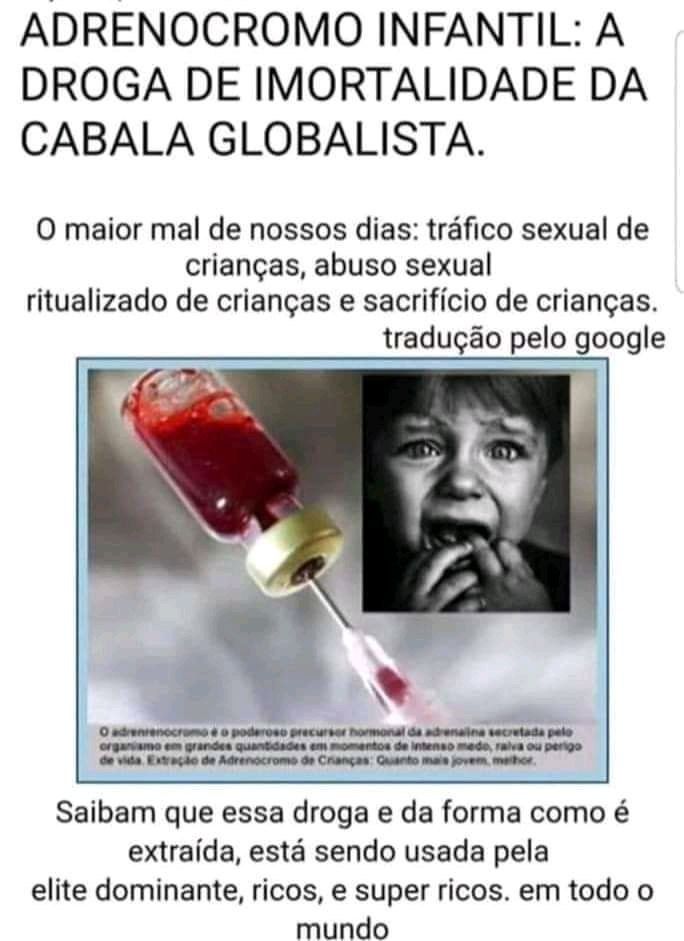 ADRENOCROMO INFANTIL: A
DROGA DE IMORTALIDADE DA
CABALA GLOBALISTA.
O maior mal de nossos dias: tráfico sexual de
crianças, abuso sexual
ritualizado de crianças e sacrifício de crianças.
tradução pelo google
O adrenrenocromo é o poderoso precursor hormonal da adrenalina secretada pelo
organismo em grandes quantidades em momentos de intenso medo, raiva ou perigo
de vida. Extração de Adrenocromo de Crianças: Quanto mais jovem, melhor.
Saibam que essa droga e da forma como é
extraída, está sendo usada pela
elite dominante, ricos, e super ricos. em todo o
mundo